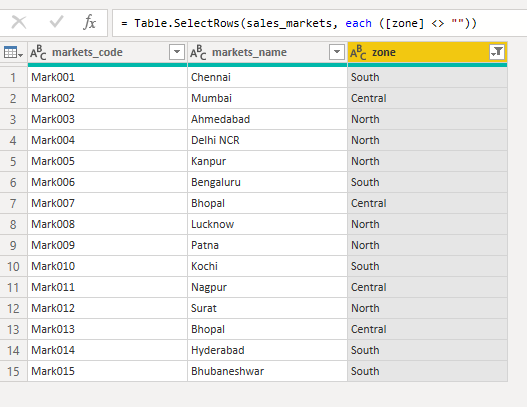 fx = Table.SelectRows(sales_markets, each ([zone] <> ""))
ABC markets_code ABC markets_name ABC zone
1 Mark001 Chennai South
2 Mark002 Mumbai Central
3 Mark003 Ahmedabad North
4 Mark004 Delhi NCR North
5 Mark005 Kanpur North
6 Mark006 Bengaluru South
7 Mark007 Bhopal Central
8 Mark008 Lucknow North
9 Mark009 Patna North
10 Mark010 Kochi South
11 Mark011 Nagpur Central
12 Mark012 Surat North
13 Mark013 Bhopal Central
14 Mark014 Hyderabad South
15 Mark015 Bhubaneshwar South